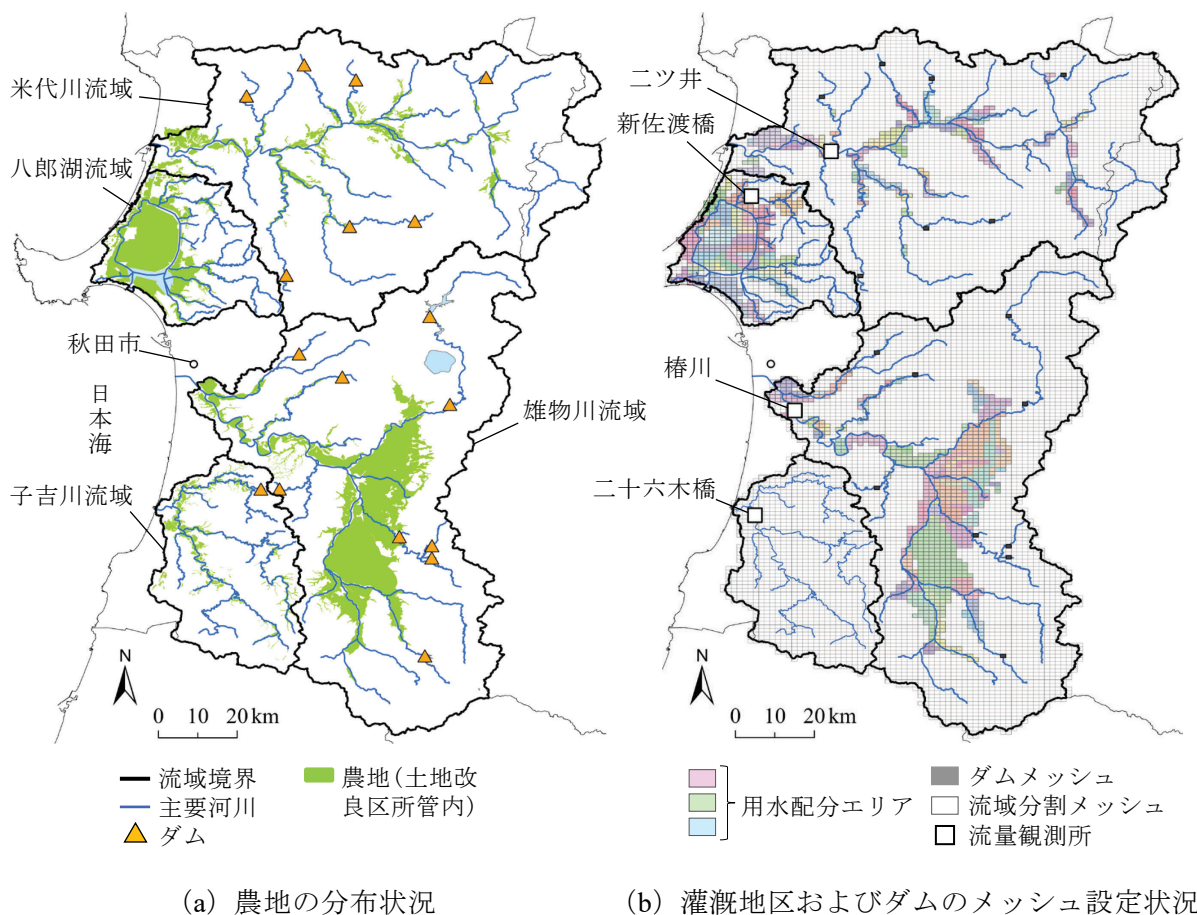 米代川流域
八郎湖流域
秋田市
日本海
子吉川流域
雄物川流域
N
0 10 20 km
流域境界
主要河川
ダム
農地(土地改
良区所管内)
(a) 農地の分布状況
二ツ井
新佐渡橋
椿川
二十六木橋
N
0 10 20 km
用水配分エリア
ダムメッシュ
流域分割メッシュ
流量観測所
(b) 灌漑地区およびダムのメッシュ設定状況